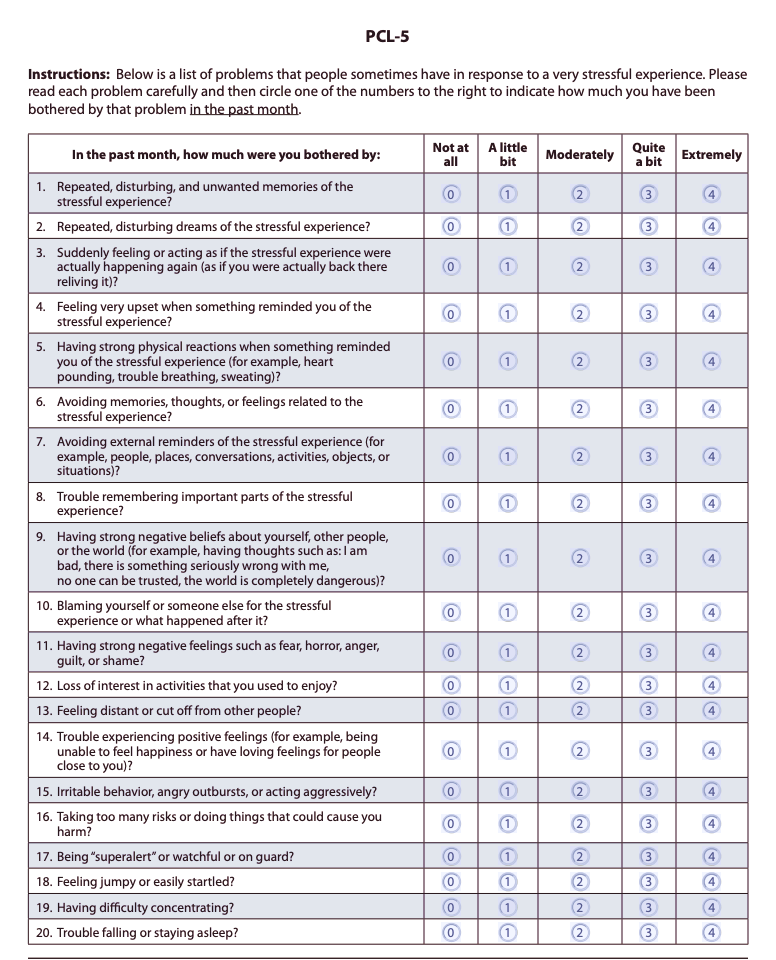 PCL-5
Instructions: Below is a list of problems that people sometimes have in response to a very stressful experience. Please
read each problem carefully and then circle one of the numbers to the right to indicate how much you have been
bothered by that problem in the past month.
In the past month, how much were you bothered by: Not at all A little bit Moderately Quite a bit Extremely
1. Repeated, disturbing, and unwanted memories of the
stressful experience? 0 1 2 3 4
2. Repeated, disturbing dreams of the stressful experience? 0 1 2 3 4
3. Suddenly feeling or acting as if the stressful experience were
actually happening again (as if you were actually back there
reliving it)? 0 1 2 3 4
4. Feeling very upset when something reminded you of the
stressful experience? 0 1 2 3 4
5. Having strong physical reactions when something reminded
you of the stressful experience (for example, heart
pounding, trouble breathing, sweating)? 0 1 2 3 4
6. Avoiding memories, thoughts, or feelings related to the
stressful experience? 0 1 2 3 4
7. Avoiding external reminders of the stressful experience (for
example, people, places, conversations, activities, objects, or
situations)? 0 1 2 3 4
8. Trouble remembering important parts of the stressful
experience? 0 1 2 3 4
9. Having strong negative beliefs about yourself, other people,
or the world (for example, having thoughts such as: I am
bad, there is something seriously wrong with me,
no one can be trusted, the world is completely dangerous)? 0 1 2 3 4
10. Blaming yourself or someone else for the stressful
experience or what happened after it? 0 1 2 3 4
11. Having strong negative feelings such as fear, horror, anger,
guilt, or shame? 0 1 2 3 4
12. Loss of interest in activities that you used to enjoy? 0 1 2 3 4
13. Feeling distant or cut off from other people? 0 1 2 3 4
14. Trouble experiencing positive feelings (for example, being
unable to feel happiness or have loving feelings for people
close to you)? 0 1 2 3 4
15. Irritable behavior, angry outbursts, or acting aggressively? 0 1 2 3 4
16. Taking too many risks or doing things that could cause you
harm? 0 1 2 3 4
17. Being “superalert” or watchful or on guard? 0 1 2 3 4
18. Feeling jumpy or easily startled? 0 1 2 3 4
19. Having difficulty concentrating? 0 1 2 3 4
20. Trouble falling or staying asleep? 0 1 2 3 4